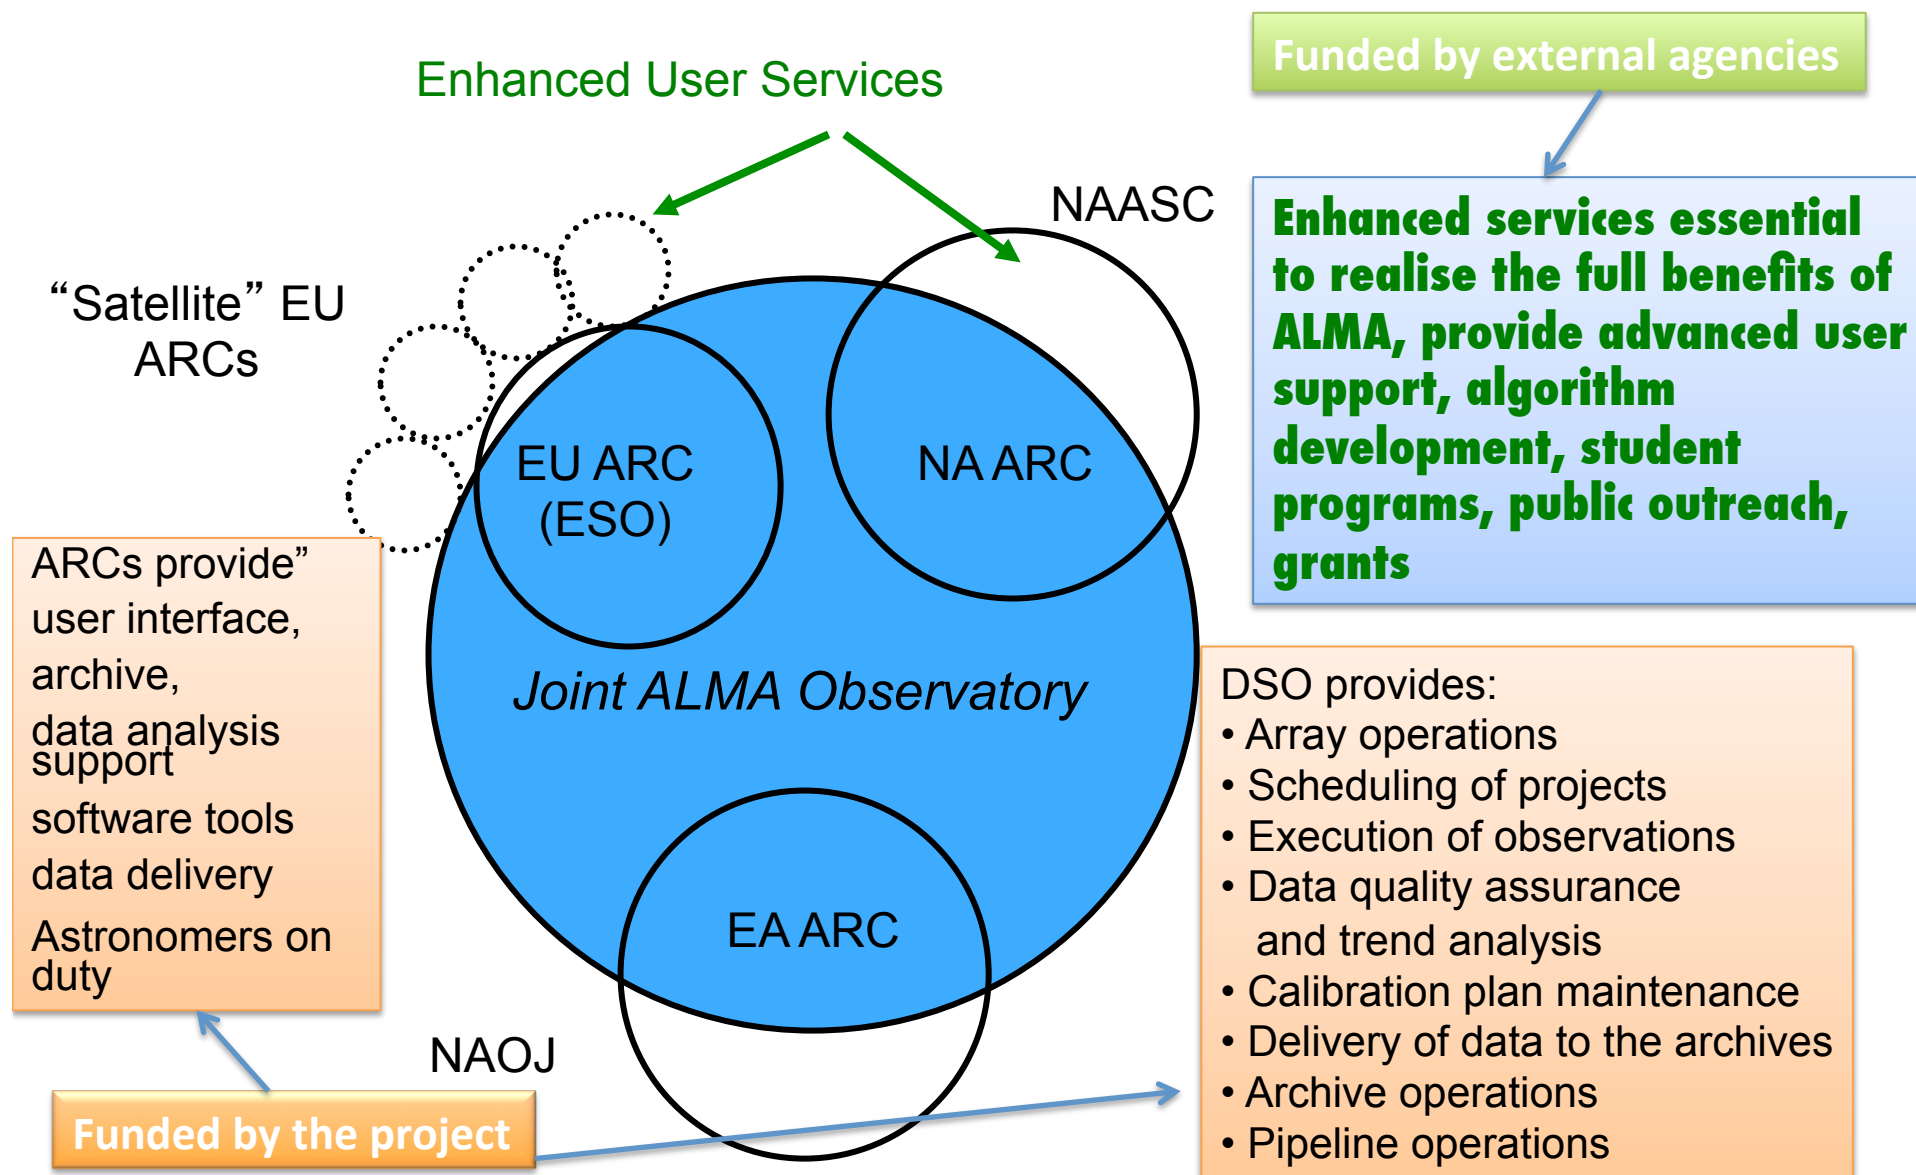 Funded by external agencies
Enhanced User Services
NAASC
Enhanced services essential
to realise the full benefits of
ALMA, provide advanced user
support, algorithm
development, student
programs, public outreach,
grants
“Satellite” EU
ARCs
EU ARC
(ESO)
NA ARC
ARCs provide”
user interface,
archive,
data analysis
support
software tools
data delivery
Astronomers on
duty
Joint ALMA Observatory
DSO provides:
• Array operations
• Scheduling of projects
• Execution of observations
• Data quality assurance
and trend analysis
• Calibration plan maintenance
• Delivery of data to the archives
• Archive operations
• Pipeline operations
EA ARC
NAOJ
Funded by the project